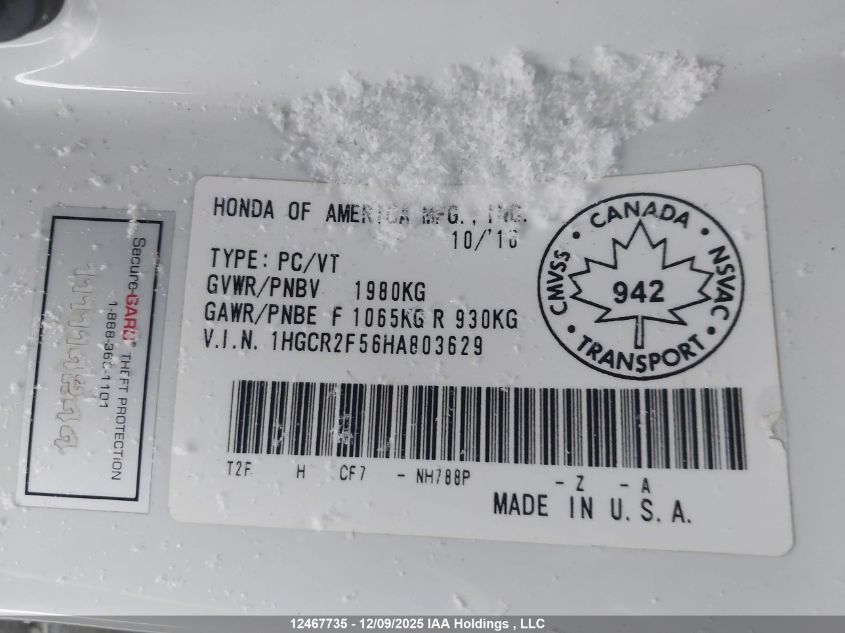 HONDA OF AMERICA MFG., INC.
10/'16
TYPE: PC/VT
GVWR/PNBV 1980KG
GAWR/PNBE F 1065KG R 930KG
V.I.N. 1HGCR2F56HA803629
T2F H CF7 - NH788P - Z - A
MADE IN U.S.A.
CANADA • NSVAC • TRANSPORT • CMVSS •
942
Secure-GARD THEFT PROTECTION
1-888-363-1101
12467735 - 12/09/2025 IAA Holdings , LLC